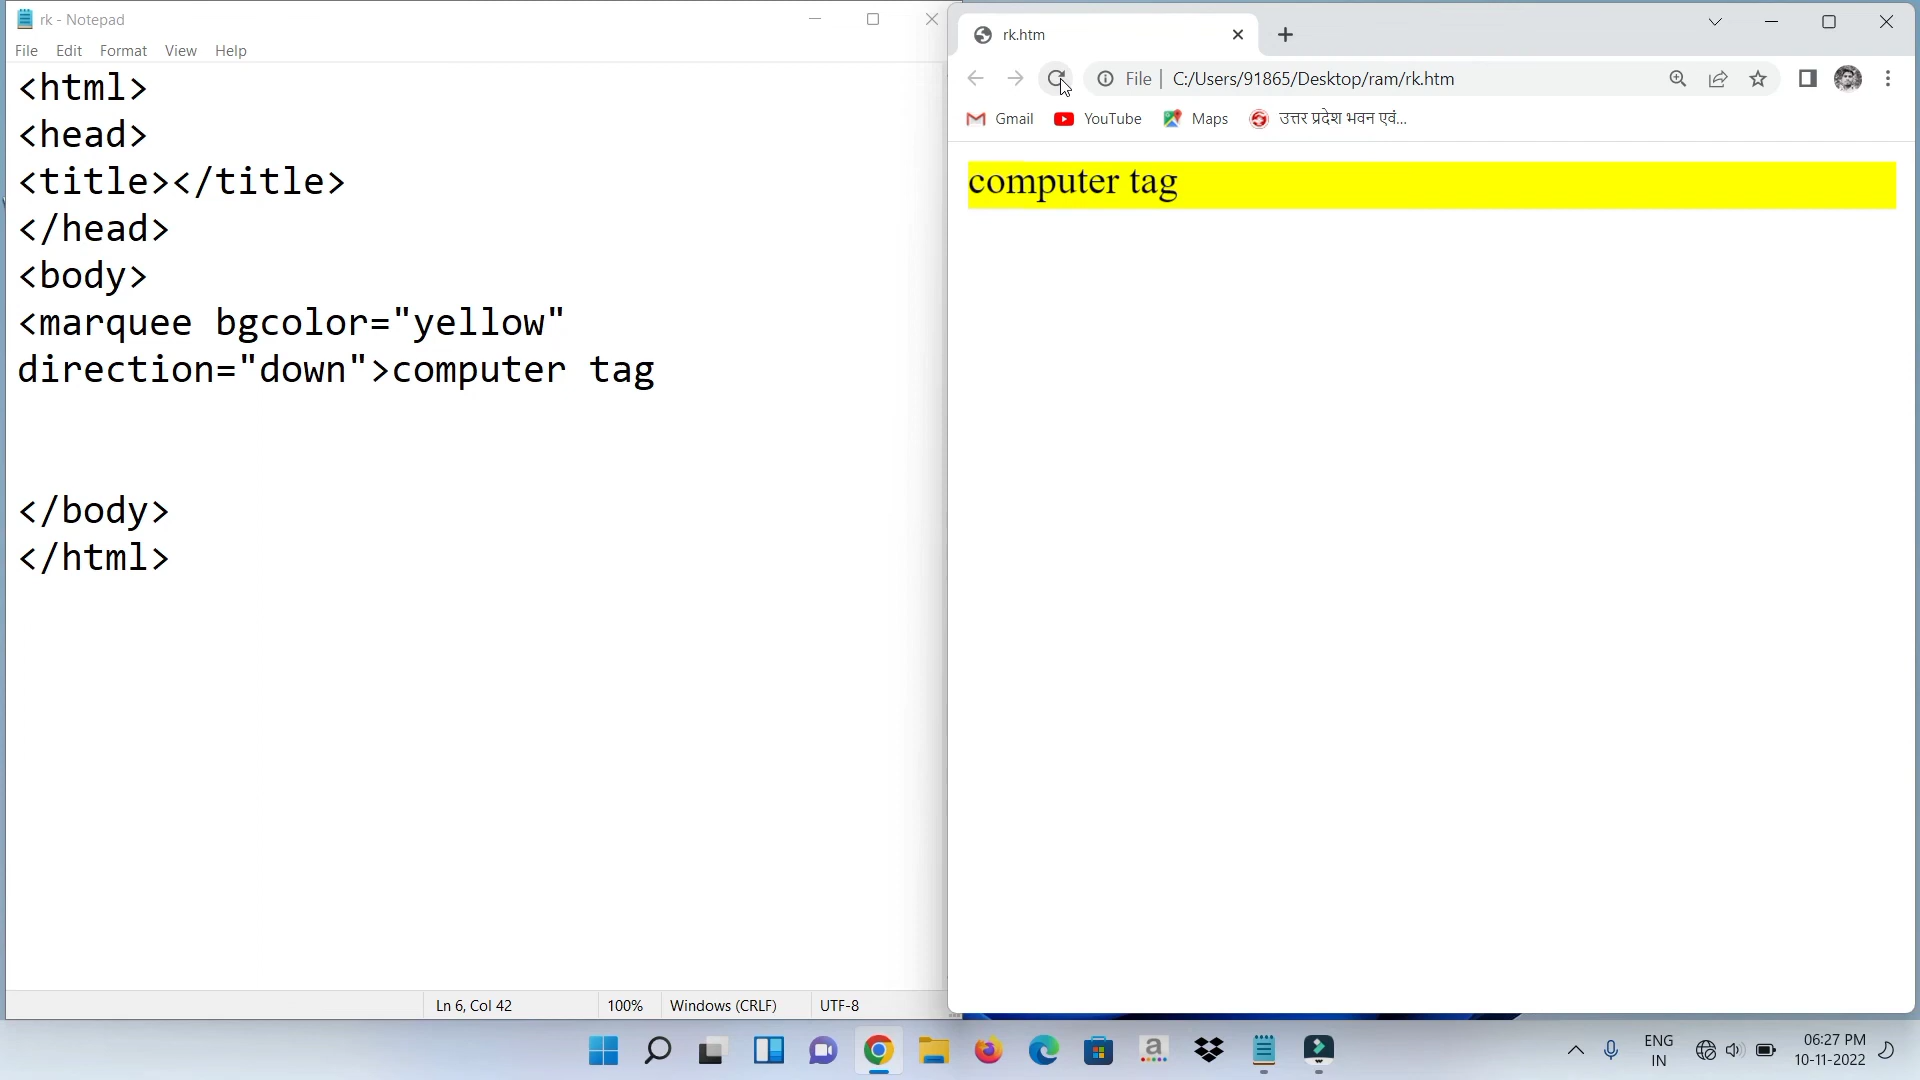 rk - Notepad
File Edit Format View Help
<html>
<head>
<title></title>
</head>
<body>
<marquee bgcolor="yellow"
direction="down">computer tag
</body>
</html>
Ln 6, Col 42 100% Windows (CRLF) UTF-8
rk.htm
File | C:/Users/91865/Desktop/ram/rk.htm
Gmail YouTube Maps उत्तर प्रदेश भवन एवं...
computer tag
a
ENG
IN
06:27 PM
10-11-2022